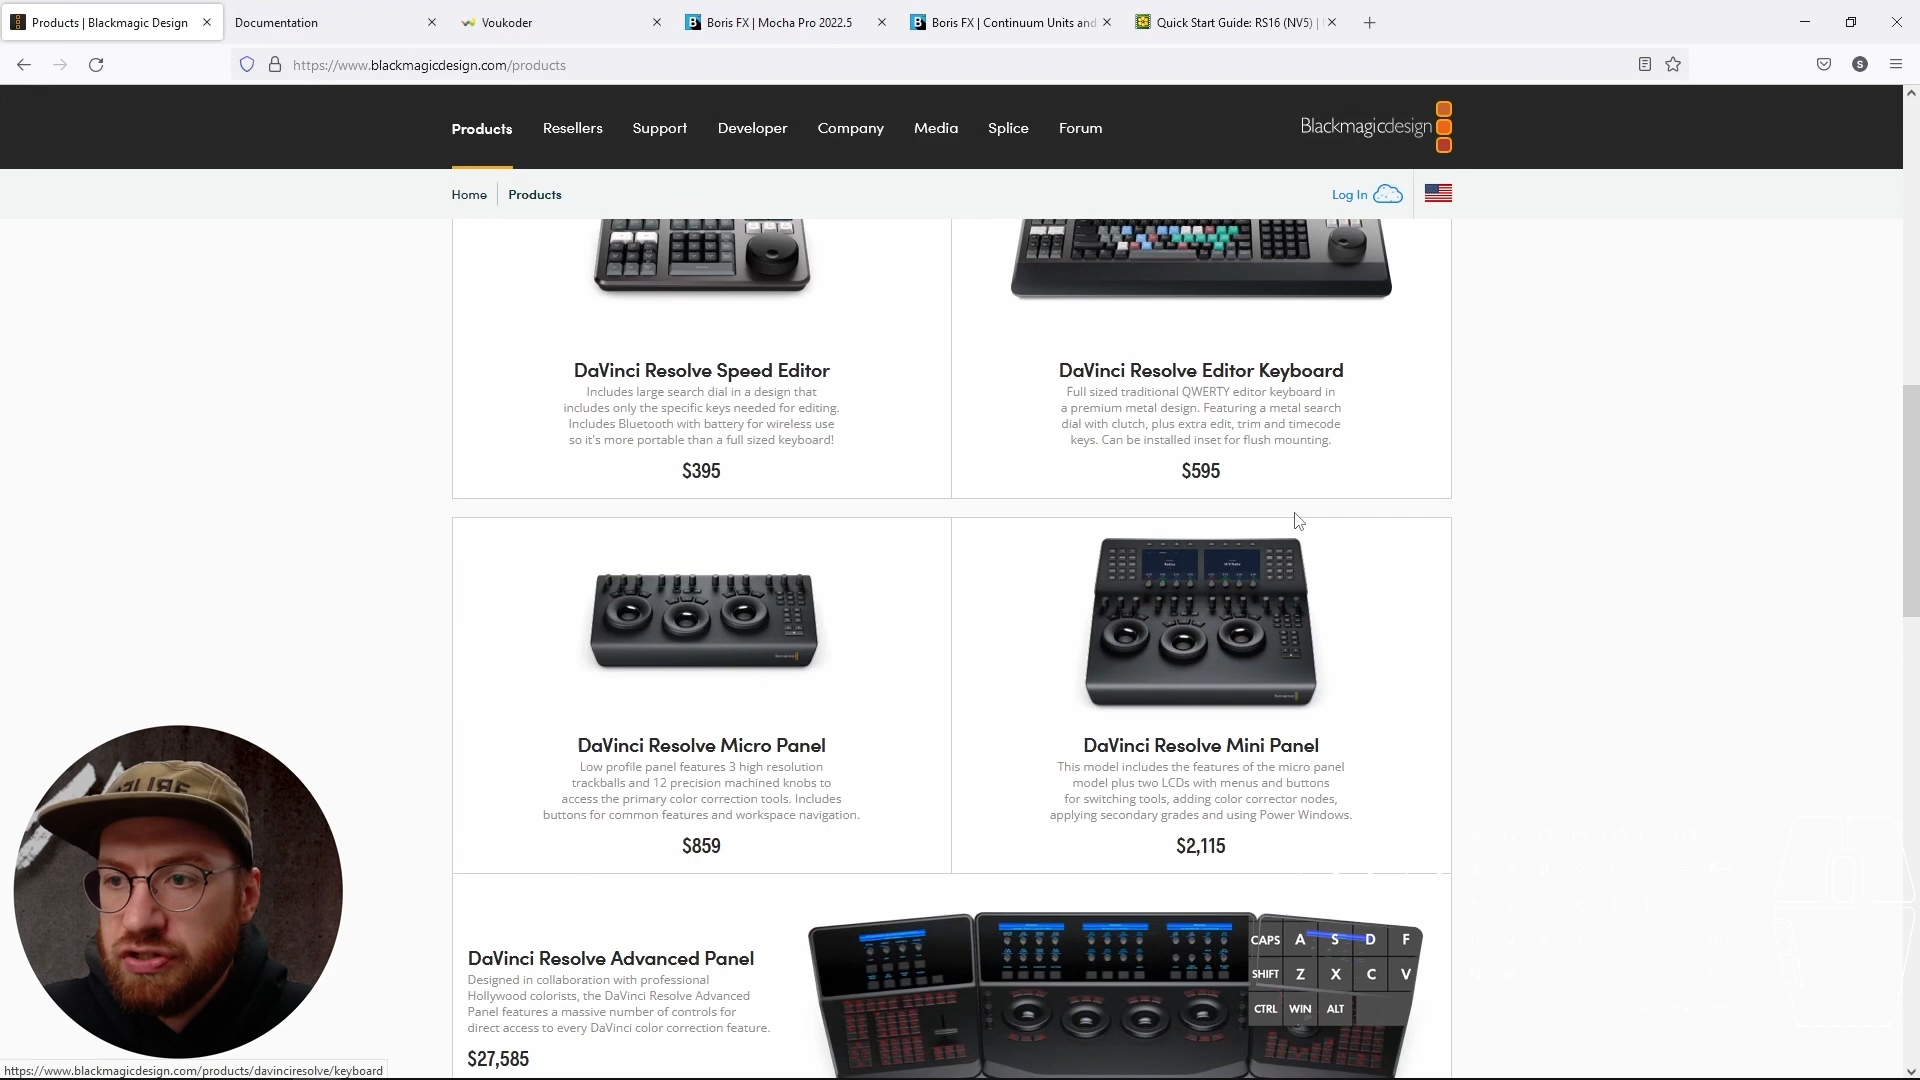 Products | Blackmagic Design
Documentation
Voukoder
Boris FX | Mocha Pro 2022.5
Boris FX | Continuum Units and
Quick Start Guide: RS16 (NV5) |
https://www.blackmagicdesign.com/products
S
Products
Resellers
Support
Developer
Company
Media
Splice
Forum
Blackmagicdesign
Home
Products
Log In
DaVinci Resolve Speed Editor
Includes large search dial in a design that
includes only the specific keys needed for editing.
Includes Bluetooth with battery for wireless use
so it's more portable than a full sized keyboard!
$395
DaVinci Resolve Editor Keyboard
Full sized traditional QWERTY editor keyboard in
a premium metal design. Featuring a metal search
dial with clutch, plus extra edit, trim and timecode
keys. Can be installed inset for flush mounting.
$595
DaVinci Resolve Micro Panel
Low profile panel features 3 high resolution
trackballs and 12 precision machined knobs to
access the primary color correction tools. Includes
buttons for common features and workspace navigation.
$859
DaVinci Resolve Mini Panel
This model includes the features of the micro panel
model plus two LCDs with menus and buttons
for switching tools, adding color corrector nodes,
applying secondary grades and using Power Windows.
$2,115
DaVinci Resolve Advanced Panel
Designed in collaboration with professional
Hollywood colorists, the DaVinci Resolve Advanced
Panel features a massive number of controls for
direct access to every DaVinci color correction feature.
$27,585
CAPS A S D F
SHIFT Z X C V
CTRL WIN ALT
https://www.blackmagicdesign.com/products/davinciresolve/keyboard